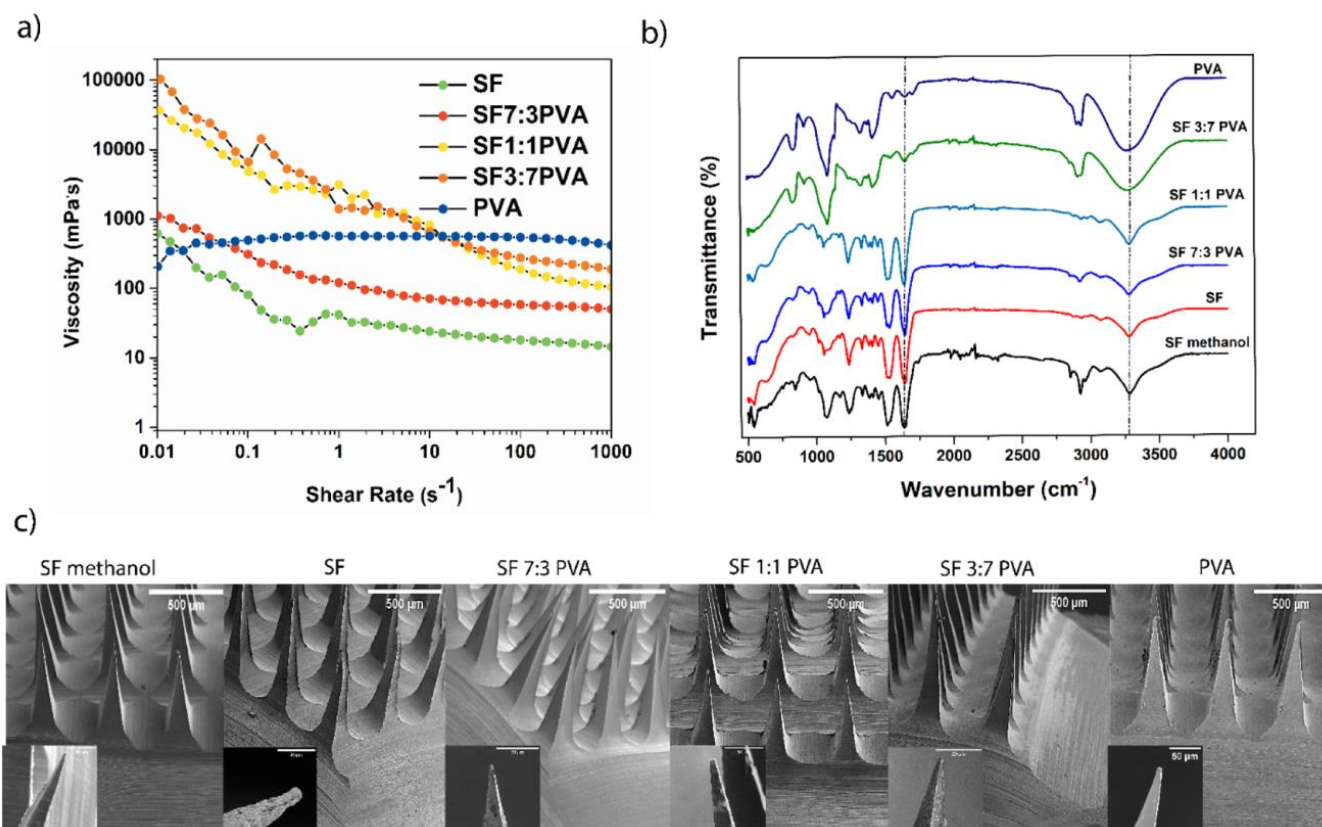 a)
Viscosity (mPa·s)
100000
10000
1000
100
10
1
0.01
0.1
1
10
100
1000
Shear Rate (s⁻¹)
SF
SF7:3PVA
SF1:1PVA
SF3:7PVA
PVA
b)
Transmittance (%)
PVA
SF 3:7 PVA
SF 1:1 PVA
SF 7:3 PVA
SF
SF methanol
500
1000
1500
2000
2500
3000
3500
4000
Wavenumber (cm⁻¹)
c)
SF methanol
SF
SF 7:3 PVA
SF 1:1 PVA
SF 3:7 PVA
PVA
500 µm
500 µm
500 µm
500 µm
500 µm
500 µm
50 µm